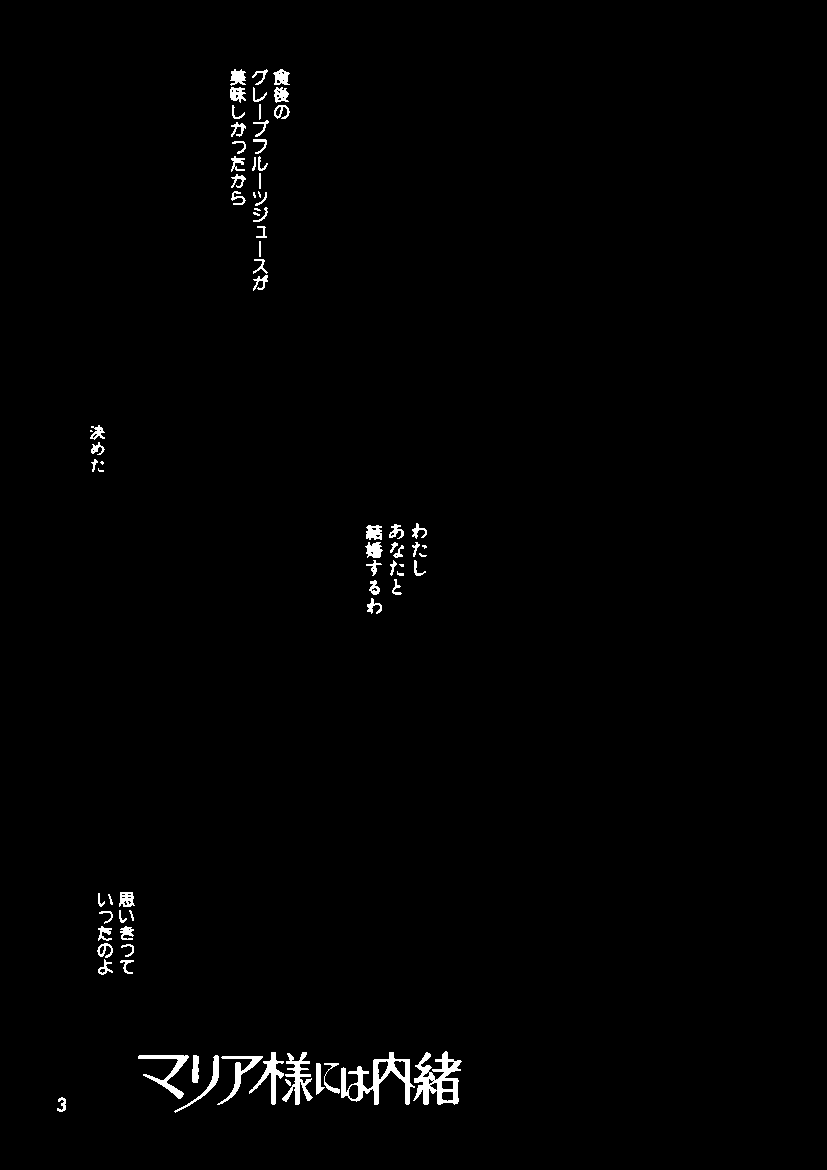 食後の
グレープフルーツジュースが
美味しかったから
決めた
わたし
あなたと
結婚するわ
思いきって
いったのよ
マリア様には内緒
3